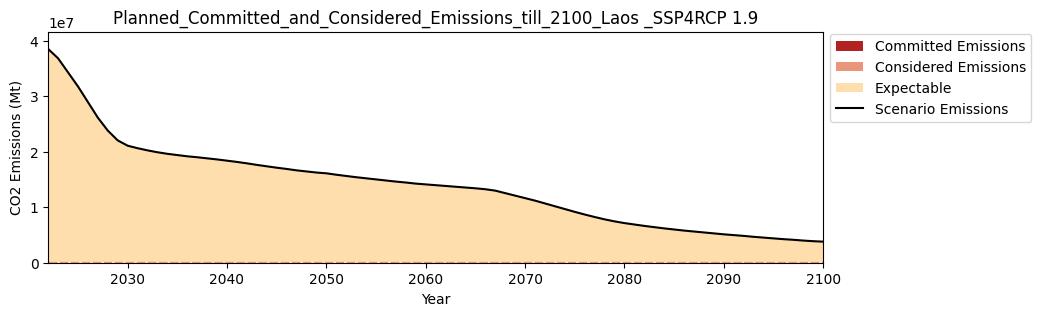 Planned_Committed_and_Considered_Emissions_till_2100_Laos _SSP4RCP 1.9
1e7
4
3
2
1
0
CO2 Emissions (Mt)
2030 2040 2050 2060 2070 2080 2090 2100
Year
Committed Emissions
Considered Emissions
Expectable
Scenario Emissions